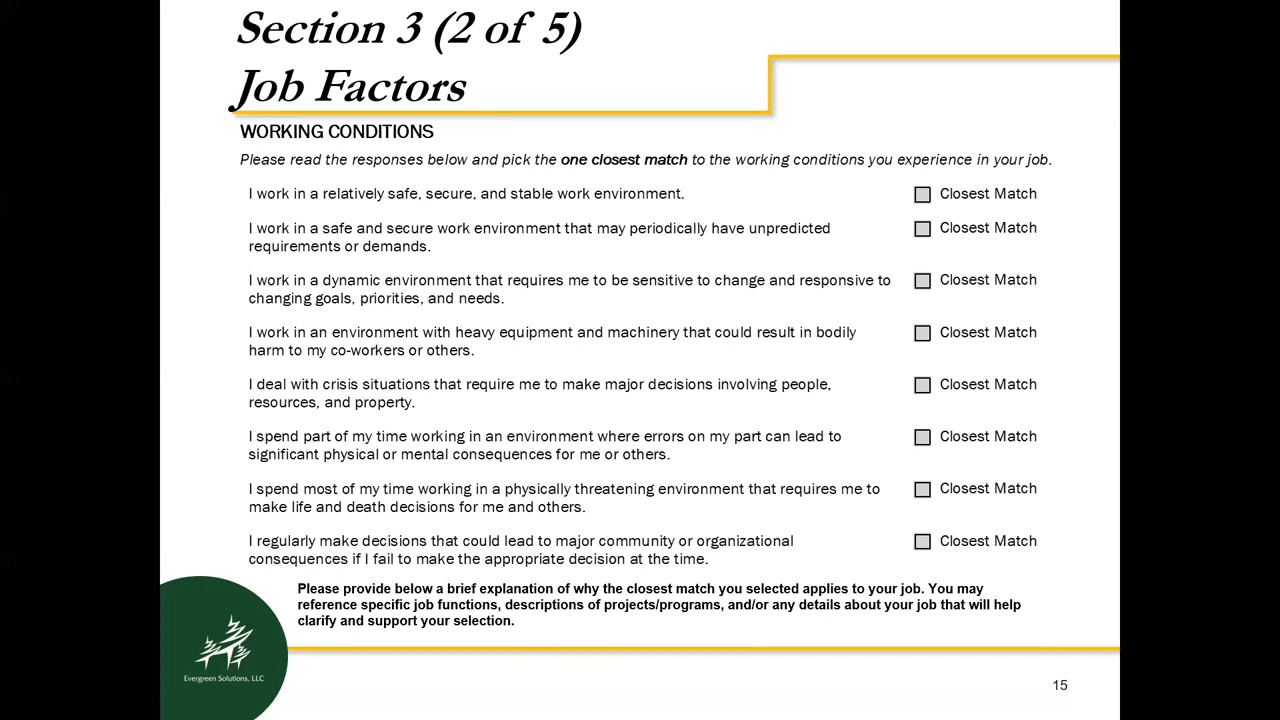 Section 3 (2 of 5)
Job Factors
WORKING CONDITIONS
Please read the responses below and pick the one closest match to the working conditions you experience in your job.
I work in a relatively safe, secure, and stable work environment.
Closest Match
I work in a safe and secure work environment that may periodically have unpredicted
requirements or demands.
Closest Match
I work in a dynamic environment that requires me to be sensitive to change and responsive to
changing goals, priorities, and needs.
Closest Match
I work in an environment with heavy equipment and machinery that could result in bodily
harm to my co-workers or others.
Closest Match
I deal with crisis situations that require me to make major decisions involving people,
resources, and property.
Closest Match
I spend part of my time working in an environment where errors on my part can lead to
significant physical or mental consequences for me or others.
Closest Match
I spend most of my time working in a physically threatening environment that requires me to
make life and death decisions for me and others.
Closest Match
I regularly make decisions that could lead to major community or organizational
consequences if I fail to make the appropriate decision at the time.
Closest Match
Please provide below a brief explanation of why the closest match you selected applies to your job. You may
reference specific job functions, descriptions of projects/programs, and/or any details about your job that will help
clarify and support your selection.
Evergreen Solutions, LLC
15